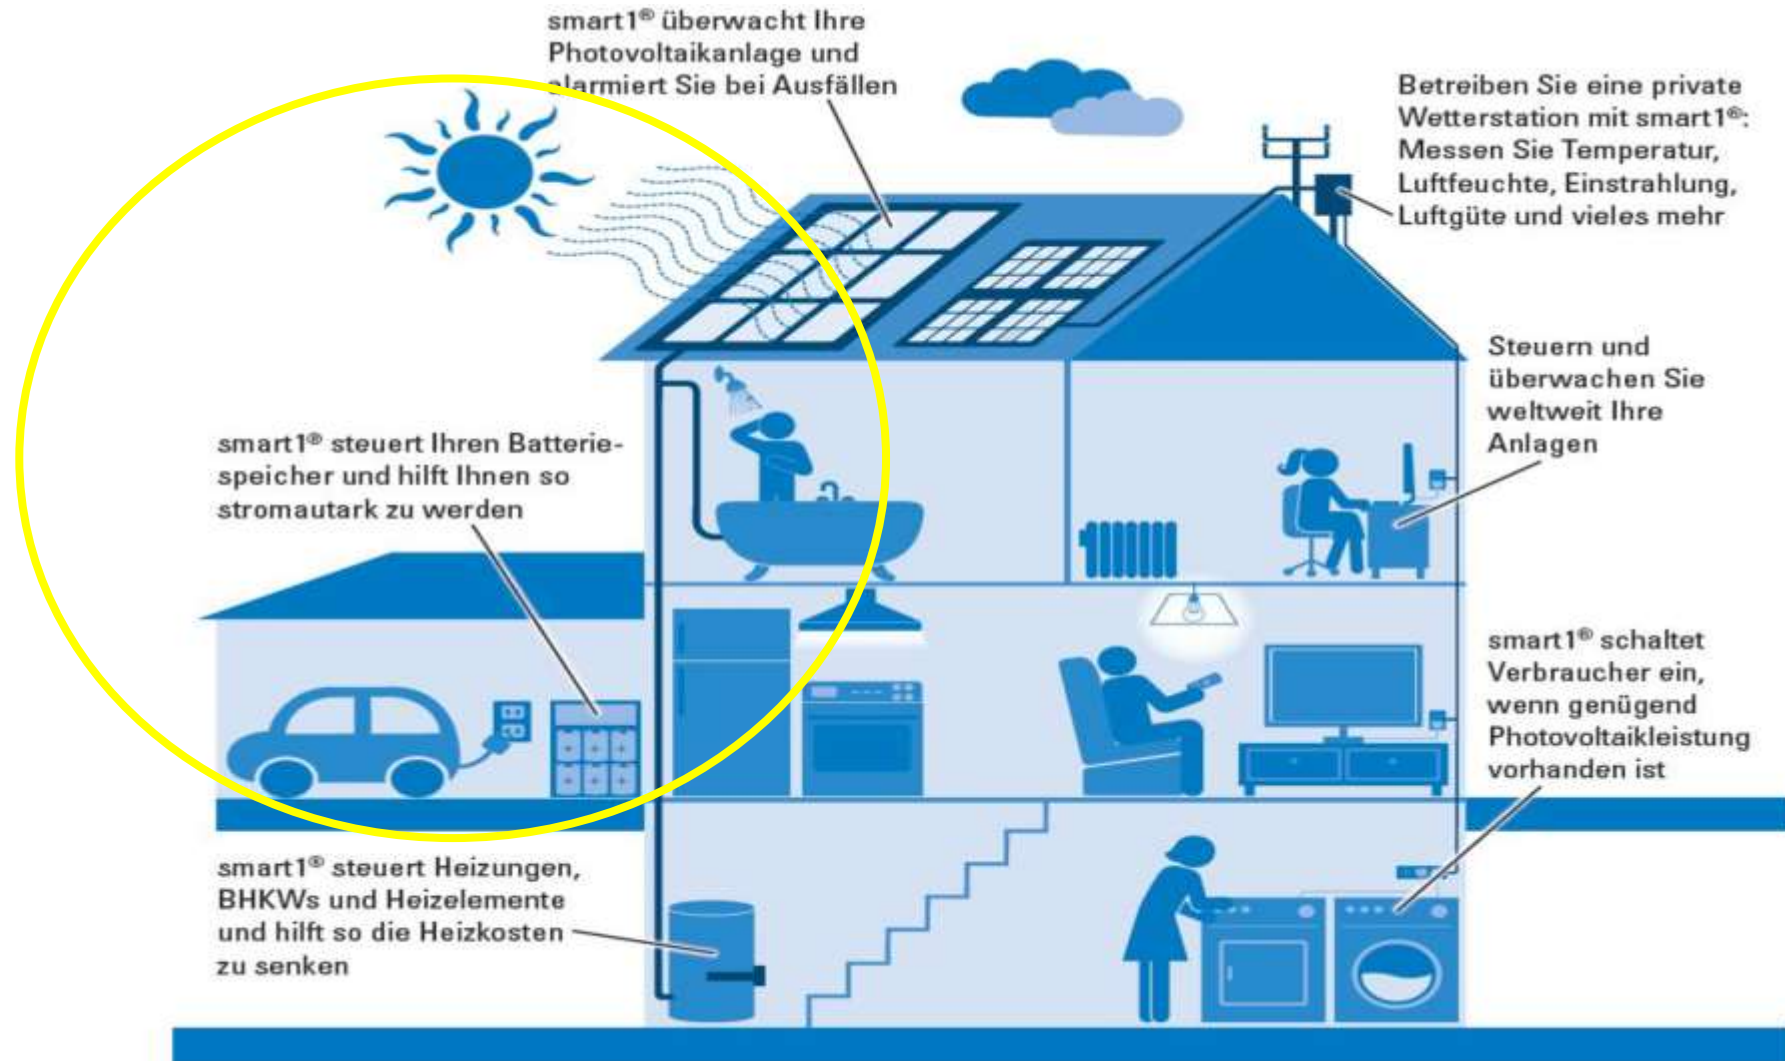 smart1® überwacht Ihre
Photovoltaikanlage und
alarmiert Sie bei Ausfällen
Betreiben Sie eine private
Wetterstation mit smart1®:
Messen Sie Temperatur,
Luftfeuchte, Einstrahlung,
Luftgüte und vieles mehr
Steuern und
überwachen Sie
weltweit Ihre
Anlagen
smart1® steuert Ihren Batterie-
speicher und hilft Ihnen so
stromautark zu werden
smart1® schaltet
Verbraucher ein,
wenn genügend
Photovoltaikleistung
vorhanden ist
smart1® steuert Heizungen,
BHKWs und Heizelemente
und hilft so die Heizkosten
zu senken